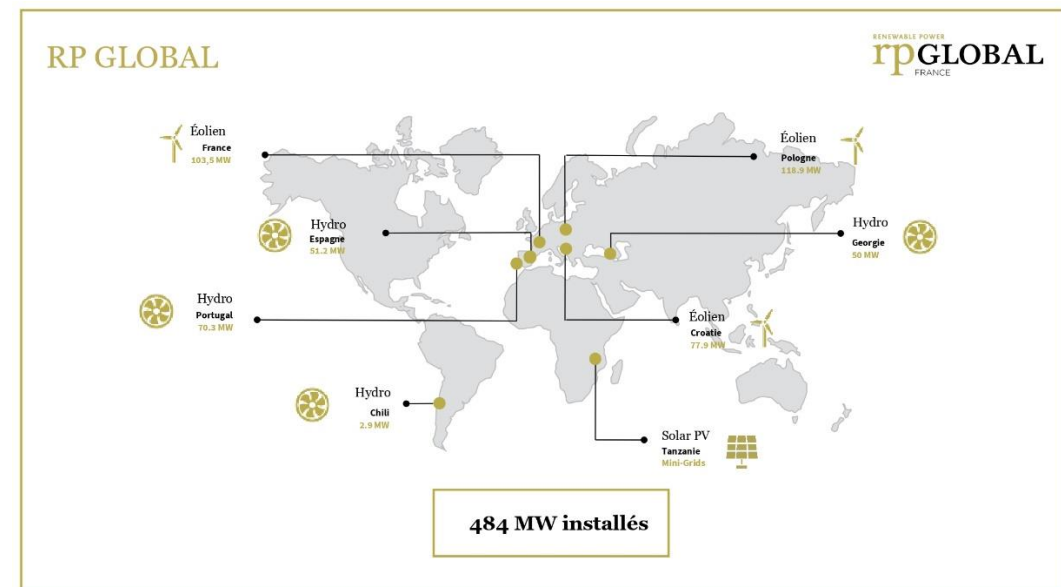 RP GLOBAL
RENEWABLE POWER
rpGLOBAL
FRANCE
Éolien
France
103,5 MW
Éolien
Pologne
118.9 MW
Hydro
Espagne
51.2 MW
Hydro
Georgie
50 MW
Hydro
Portugal
70.3 MW
Éolien
Croatie
77.9 MW
Hydro
Chili
2.9 MW
Solar PV
Tanzanie
Mini-Grids
484 MW installés